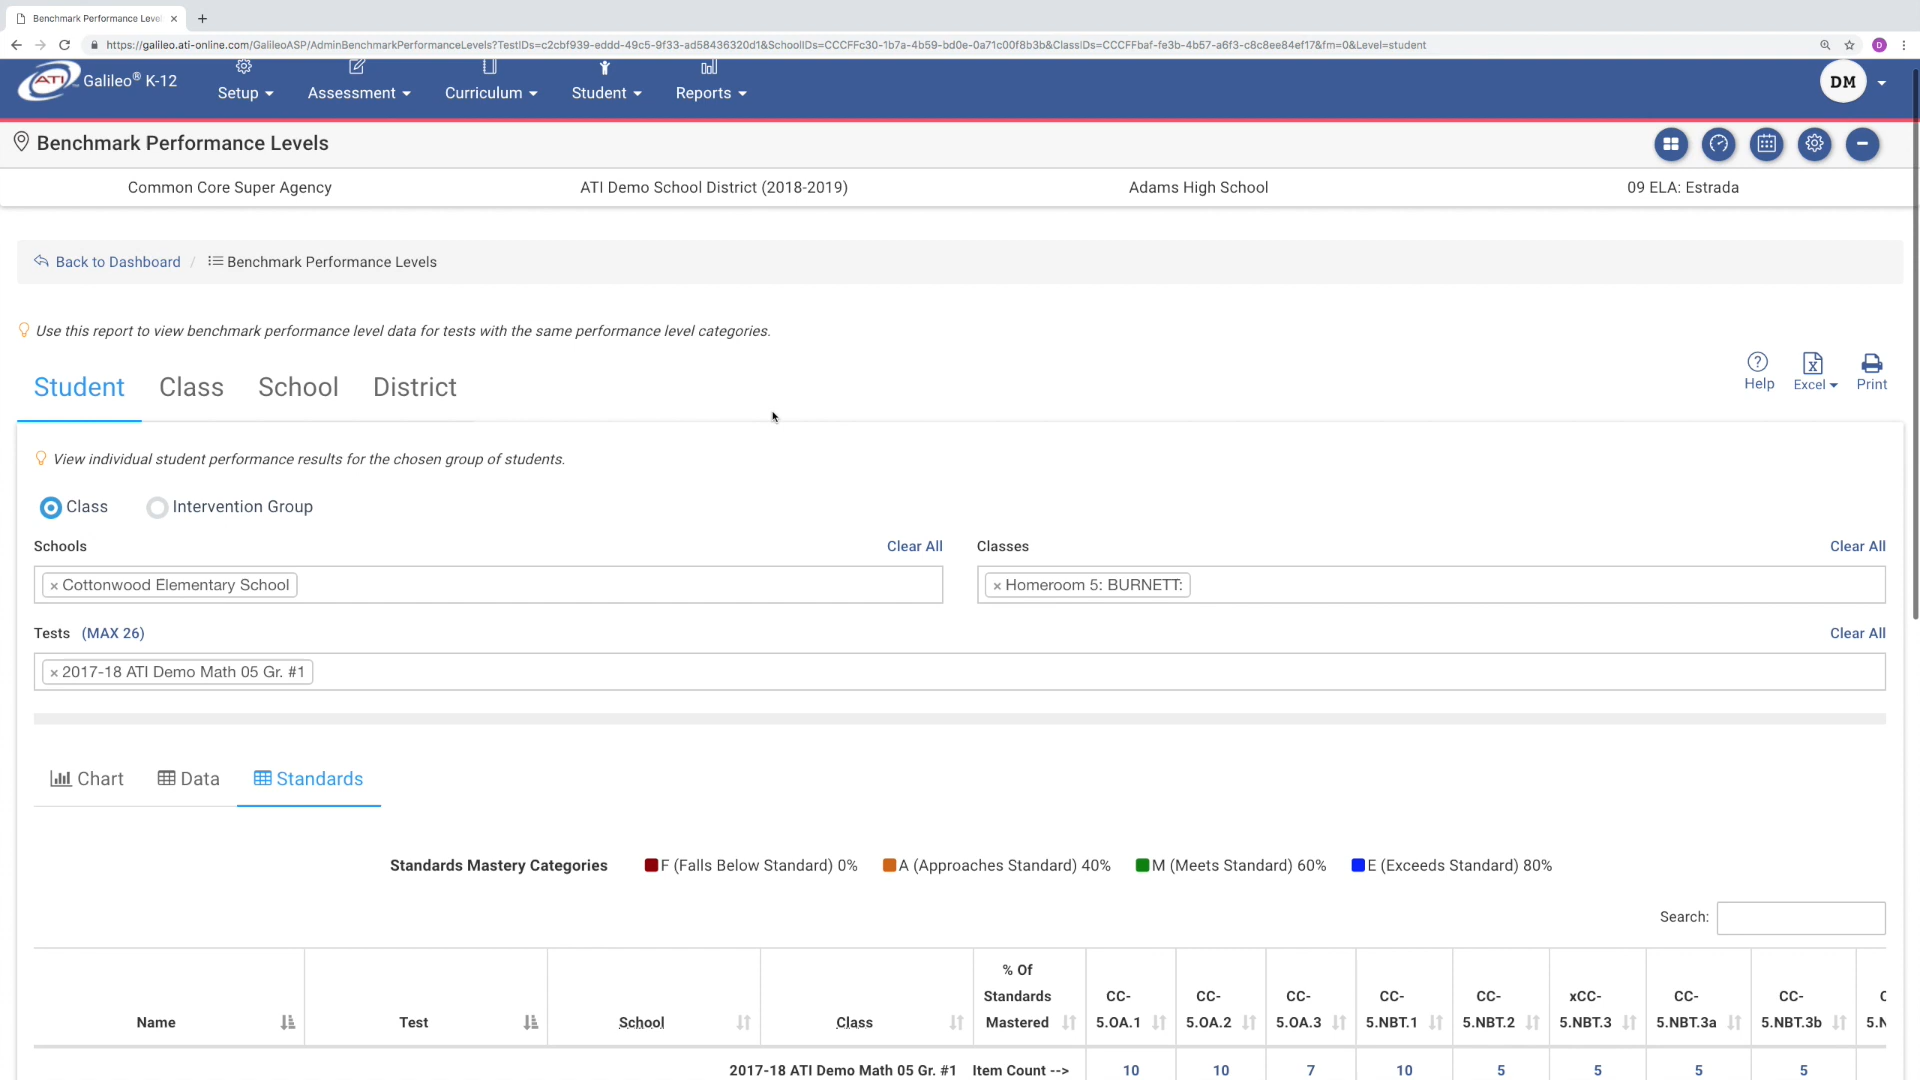 Benchmark Performance Leve
https://galileo.ati-online.com/GalileoASP/AdminBenchmarkPerformanceLevels?TestIDs=c2cbf939-eddd-49c5-9f33-ad58436320d1&SchoolIDs=CCCFFc30-1b7a-4b59-bd0e-0a71c00f8b3b&ClassIDs=CCCFFbaf-fe3b-4b57-a6f3-c8c8ee84ef17&fm=0&Level=student
D
ATI Galileo® K-12
Setup Assessment Curriculum Student Reports
DM
Benchmark Performance Levels
Common Core Super Agency ATI Demo School District (2018-2019) Adams High School 09 ELA: Estrada
Back to Dashboard / Benchmark Performance Levels
Use this report to view benchmark performance level data for tests with the same performance level categories.
Student Class School District
Help Excel Print
View individual student performance results for the chosen group of students.
Class Intervention Group
Schools Clear All Classes Clear All
× Cottonwood Elementary School × Homeroom 5: BURNETT:
Tests (MAX 26) Clear All
× 2017-18 ATI Demo Math 05 Gr. #1
Chart Data Standards
Standards Mastery Categories F (Falls Below Standard) 0% A (Approaches Standard) 40% M (Meets Standard) 60% E (Exceeds Standard) 80%
Search:
% Of
Standards CC- CC- CC- CC- CC- xCC- CC- CC-
Name Test School Class Mastered 5.OA.1 5.OA.2 5.OA.3 5.NBT.1 5.NBT.2 5.NBT.3 5.NBT.3a 5.NBT.3b
2017-18 ATI Demo Math 05 Gr. #1 Item Count --> 10 10 7 10 5 5 5 5